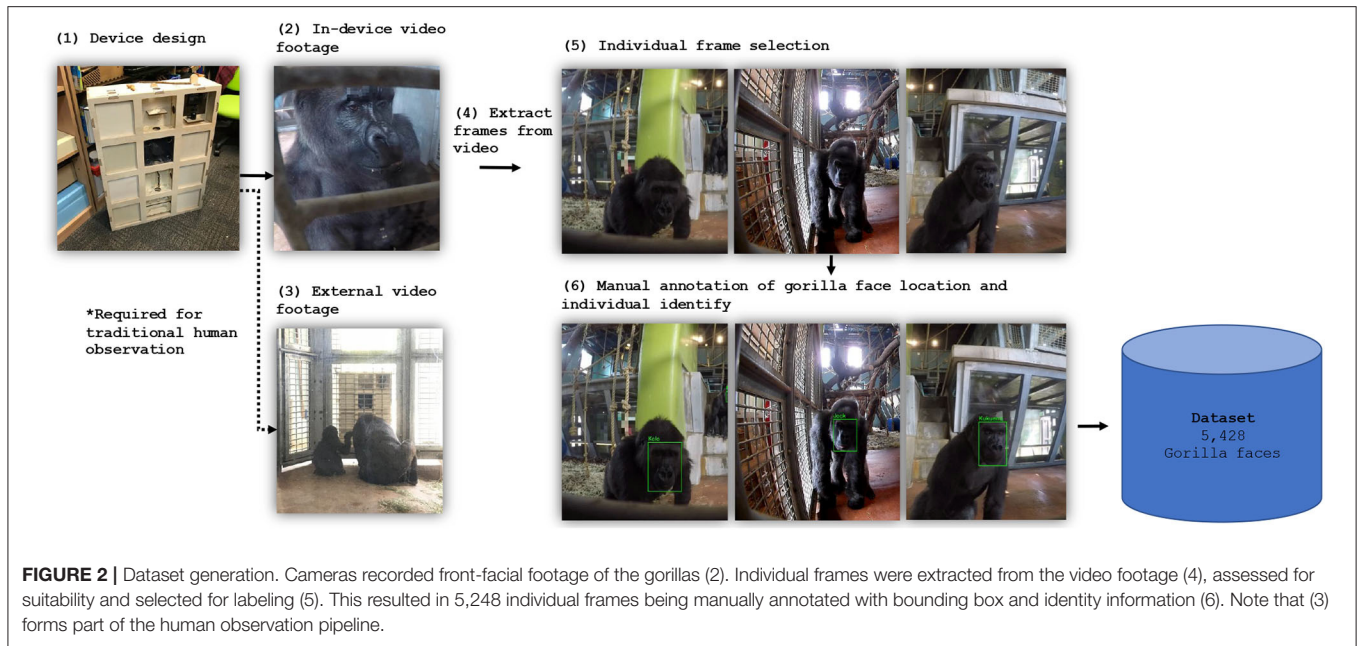 (1) Device design
(2) In-device video
footage
(4) Extract
frames from
video
(5) Individual frame selection
*Required for
traditional human
observation
(3) External video
footage
(6) Manual annotation of gorilla face location and
individual identify
Kala
Jock
Dataset
5,428
Gorilla faces
FIGURE 2 | Dataset generation. Cameras recorded front-facial footage of the gorillas (2). Individual frames were extracted from the video footage (4), assessed for
suitability and selected for labeling (5). This resulted in 5,248 individual frames being manually annotated with bounding box and identity information (6). Note that (3)
forms part of the human observation pipeline.